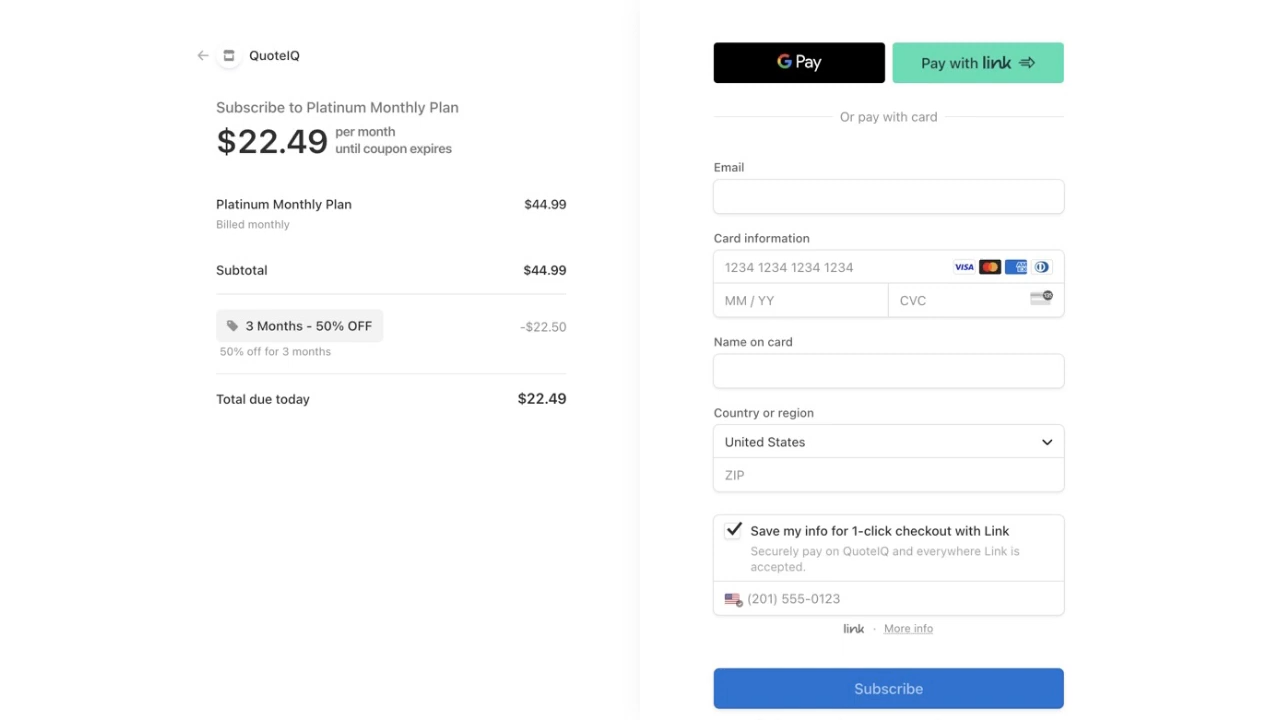 QuoteIQ
Subscribe to Platinum Monthly Plan
$22.49 per month
until coupon expires
Platinum Monthly Plan $44.99
Billed monthly
Subtotal $44.99
3 Months - 50% OFF -$22.50
50% off for 3 months
Total due today $22.49
G Pay Pay with link
Or pay with card
Email
Card information
1234 1234 1234 1234 VISA
MM / YY CVC
Name on card
Country or region
United States
ZIP
Save my info for 1-click checkout with Link
Securely pay on QuoteIQ and everywhere Link is
accepted.
(201) 555-0123
link · More info
Subscribe